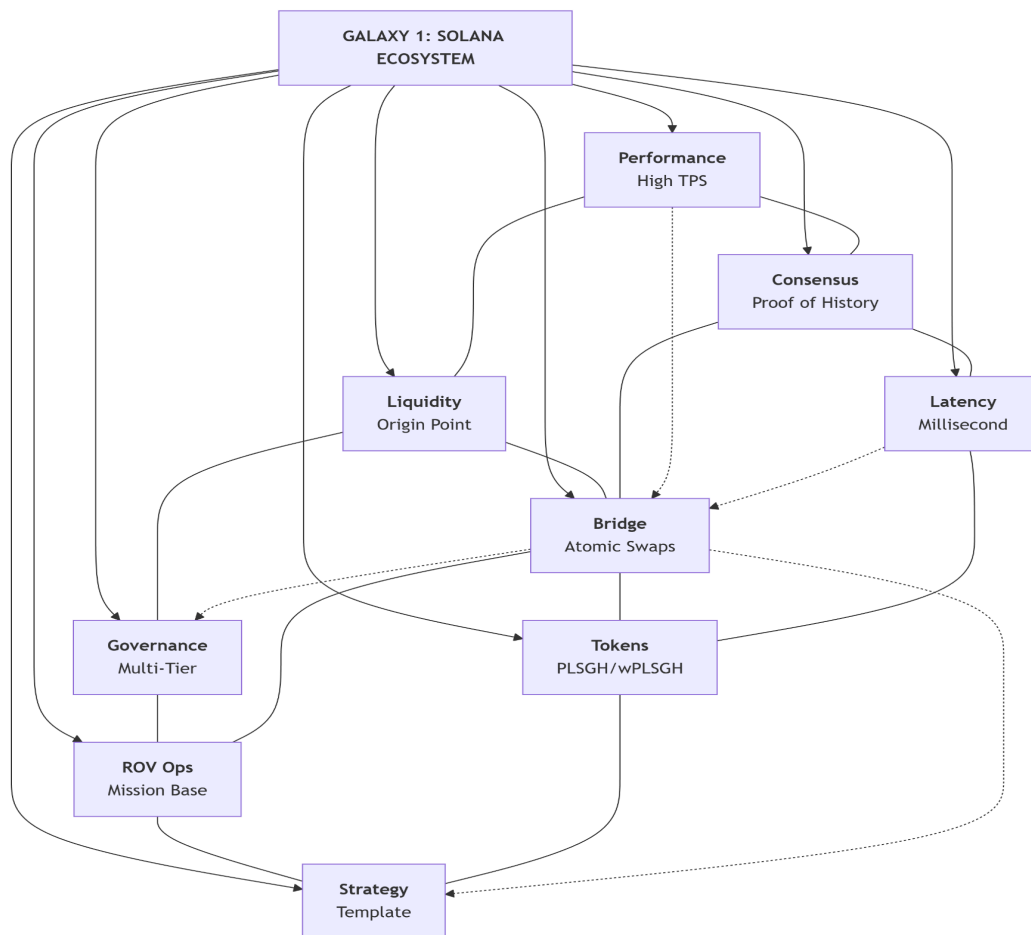 GALAXY 1: SOLANA
ECOSYSTEM
Performance
High TPS
Consensus
Proof of History
Liquidity
Origin Point
Latency
Millisecond
Bridge
Atomic Swaps
Governance
Multi-Tier
Tokens
PLSGH/wPLSGH
ROV Ops
Mission Base
Strategy
Template